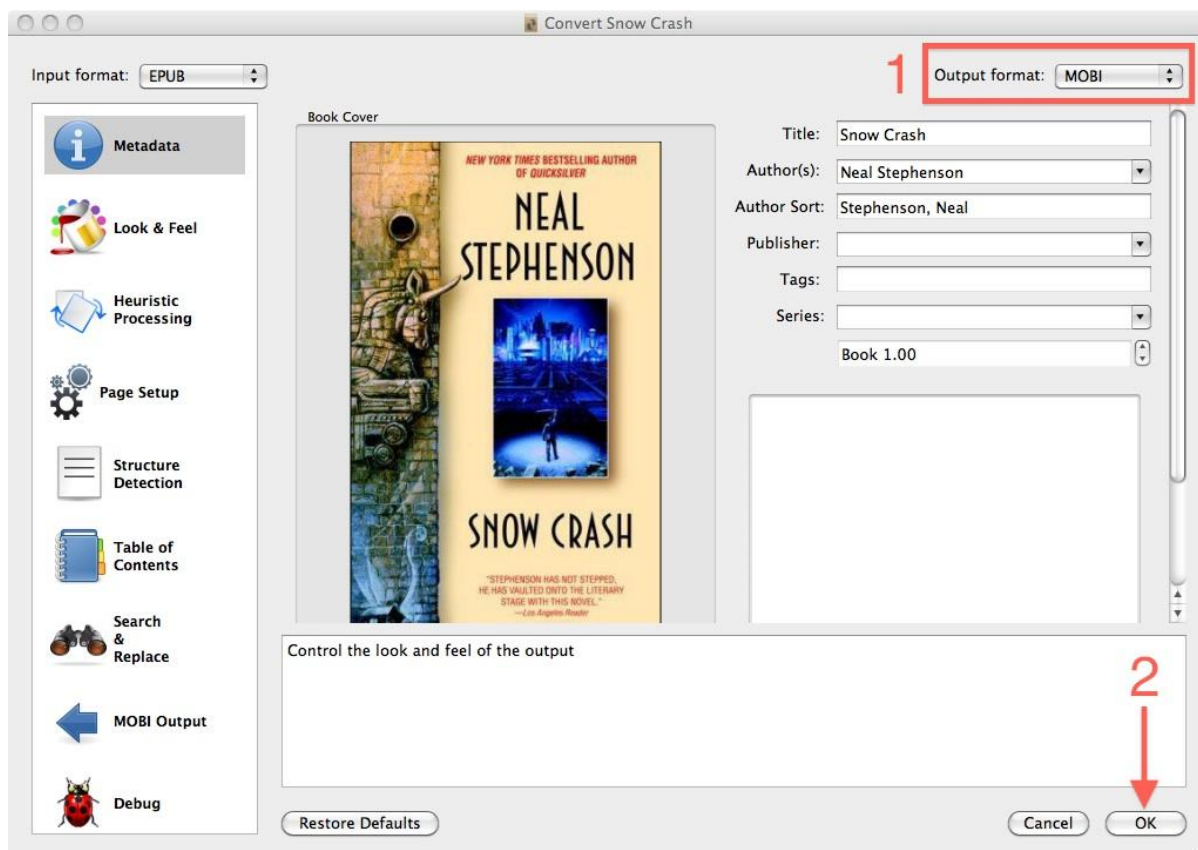 Convert Snow Crash
Input format: EPUB
1
Output format: MOBI
Metadata
Look & Feel
Heuristic
Processing
Page Setup
Structure
Detection
Table of
Contents
Search
&
Replace
MOBI Output
Debug
Book Cover
NEW YORK TIMES BESTSELLING AUTHOR
OF QUICKSILVER
NEAL
STEPHENSON
SNOW CRASH
"STEPHENSON HAS NOT STEPPED,
HE HAS VAULTED ONTO THE LITERARY
STAGE WITH THIS NOVEL."
—Los Angeles Reader
Title: Snow Crash
Author(s): Neal Stephenson
Author Sort: Stephenson, Neal
Publisher:
Tags:
Series:
Book 1.00
Control the look and feel of the output
2
Restore Defaults
Cancel
OK